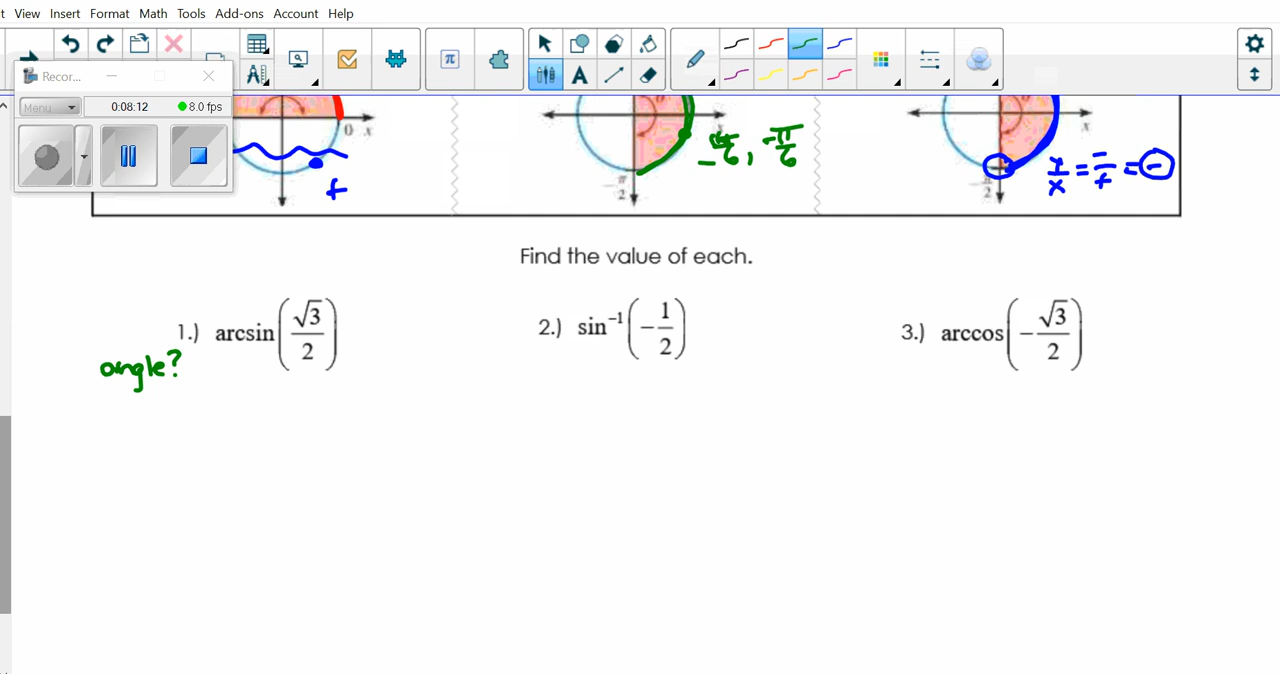 t View Insert Format Math Tools Add-ons Account Help
Recor...
Menu 0:08:12 8.0 fps
A π A
0 x
x
-π/6
- π/2
- π/2
f
y/x = -/+ = -
Find the value of each.
1.) arcsin(√3/2)
2.) sin⁻¹(-1/2)
3.) arccos(-√3/2)
angle?